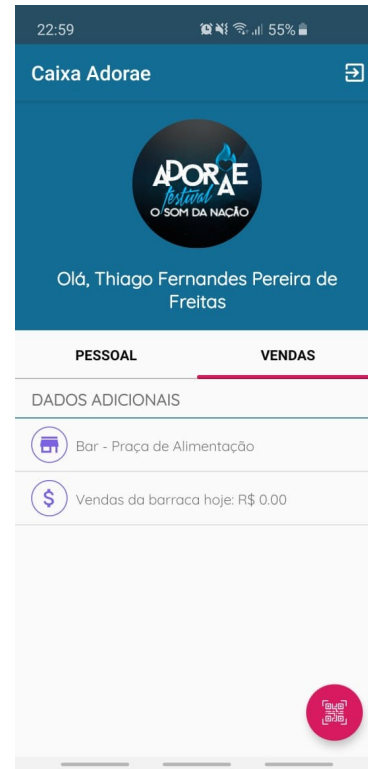 22:59
55%
Caixa Adorae
ADORAE
festival
O SOM DA NAÇÃO
Olá, Thiago Fernandes Pereira de
Freitas
PESSOAL
VENDAS
DADOS ADICIONAIS
Bar - Praça de Alimentação
$
Vendas da barraca hoje: R$ 0.00